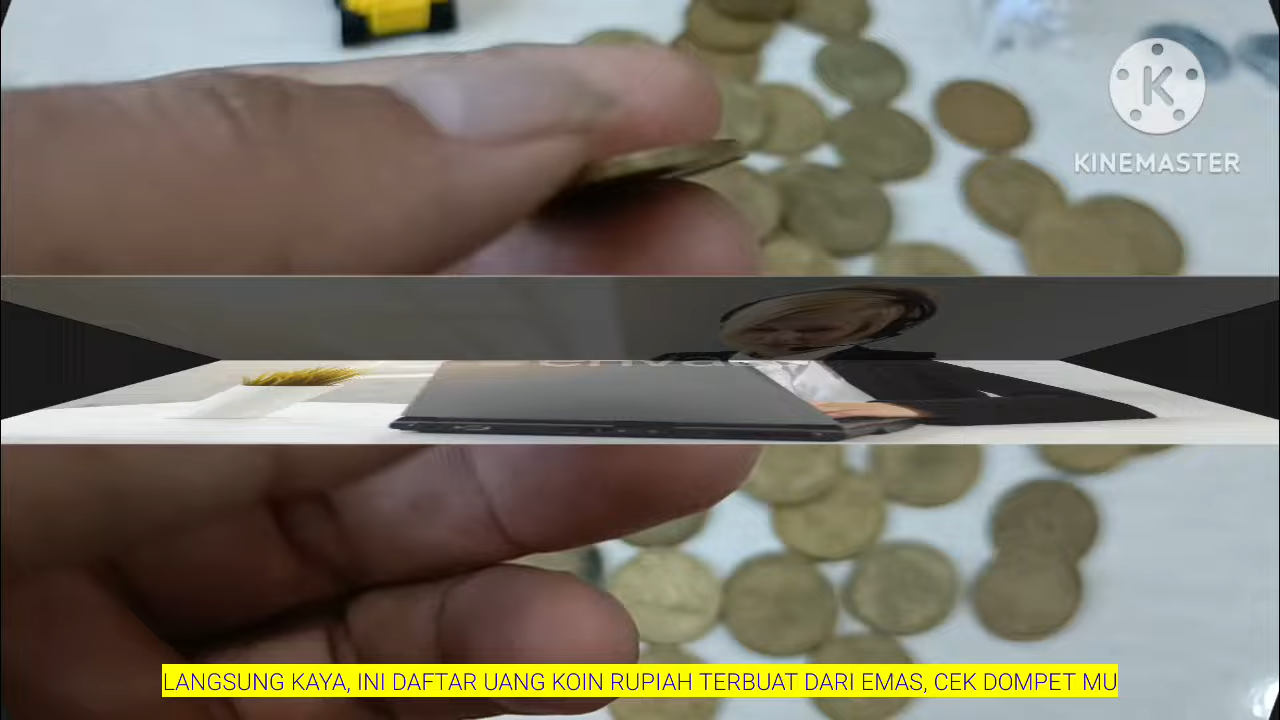 K
KINEMASTER
LANGSUNG KAYA, INI DAFTAR UANG KOIN RUPIAH TERBUAT DARI EMAS, CEK DOMPET MU